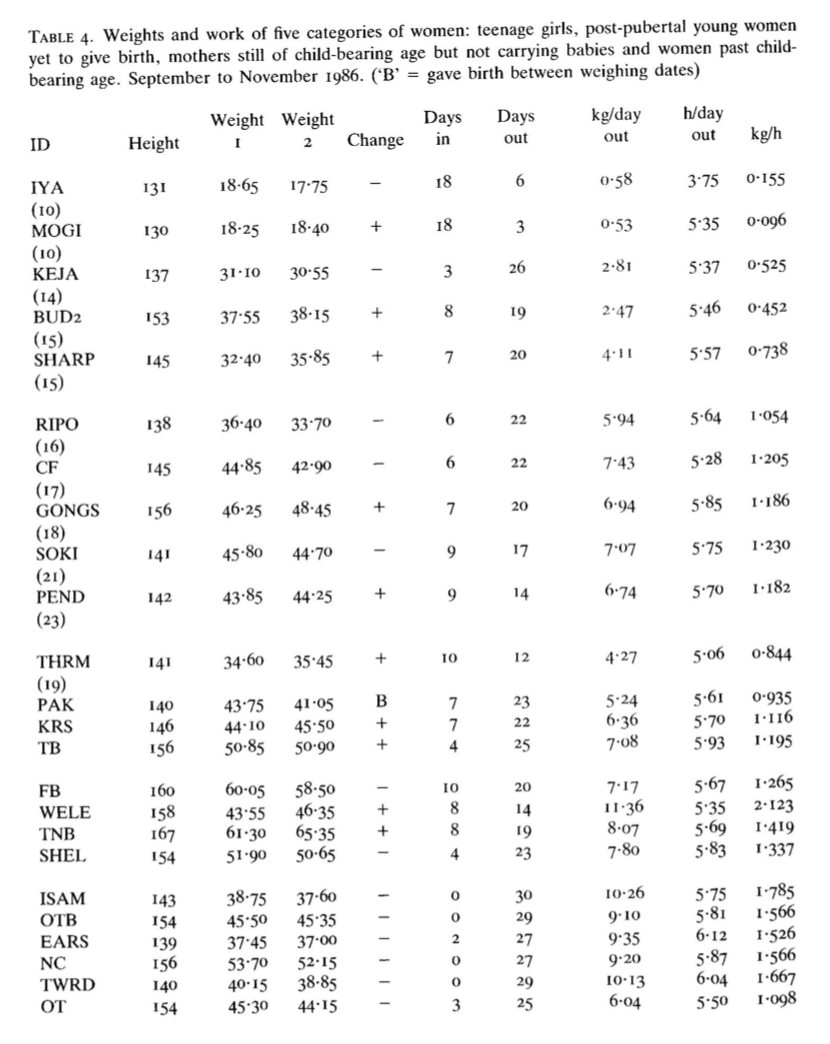 TABLE 4. Weights and work of five categories of women: teenage girls, post-pubertal young women
yet to give birth, mothers still of child-bearing age but not carrying babies and women past child-
bearing age. September to November 1986. (‘B’ = gave birth between weighing dates)
Weight Weight Days Days kg/day h/day
ID Height 1 2 Change in out out out kg/h
IYA 131 18·65 17·75 − 18 6 0·58 3·75 0·155
(10)
MOGI 130 18·25 18·40 + 18 3 0·53 5·35 0·096
(10)
KEJA 137 31·10 30·55 − 3 26 2·81 5·37 0·525
(14)
BUD2 153 37·55 38·15 + 8 19 2·47 5·46 0·452
(15)
SHARP 145 32·40 35·85 + 7 20 4·11 5·57 0·738
(15)
RIPO 138 36·40 33·70 − 6 22 5·94 5·64 1·054
(16)
CF 145 44·85 42·90 − 6 22 7·43 5·28 1·205
(17)
GONGS 156 46·25 48·45 + 7 20 6·94 5·85 1·186
(18)
SOKI 141 45·80 44·70 − 9 17 7·07 5·75 1·230
(21)
PEND 142 43·85 44·25 + 9 14 6·74 5·70 1·182
(23)
THRM 141 34·60 35·45 + 10 12 4·27 5·06 0·844
(19)
PAK 140 43·75 41·05 B 7 23 5·24 5·61 0·935
KRS 146 44·10 45·50 + 7 22 6·36 5·70 1·116
TB 156 50·85 50·90 + 4 25 7·08 5·93 1·195
FB 160 60·05 58·50 − 10 20 7·17 5·67 1·265
WELE 158 43·55 46·35 + 8 14 11·36 5·35 2·123
TNB 167 61·30 65·35 + 8 19 8·07 5·69 1·419
SHEL 154 51·90 50·65 − 4 23 7·80 5·83 1·337
ISAM 143 38·75 37·60 − 0 30 10·26 5·75 1·785
OTB 154 45·50 45·35 − 0 29 9·10 5·81 1·566
EARS 139 37·45 37·00 − 2 27 9·35 6·12 1·526
NC 156 53·70 52·15 − 0 27 9·20 5·87 1·566
TWRD 140 40·15 38·85 − 0 29 10·13 6·04 1·667
OT 154 45·30 44·15 − 3 25 6·04 5·50 1·098